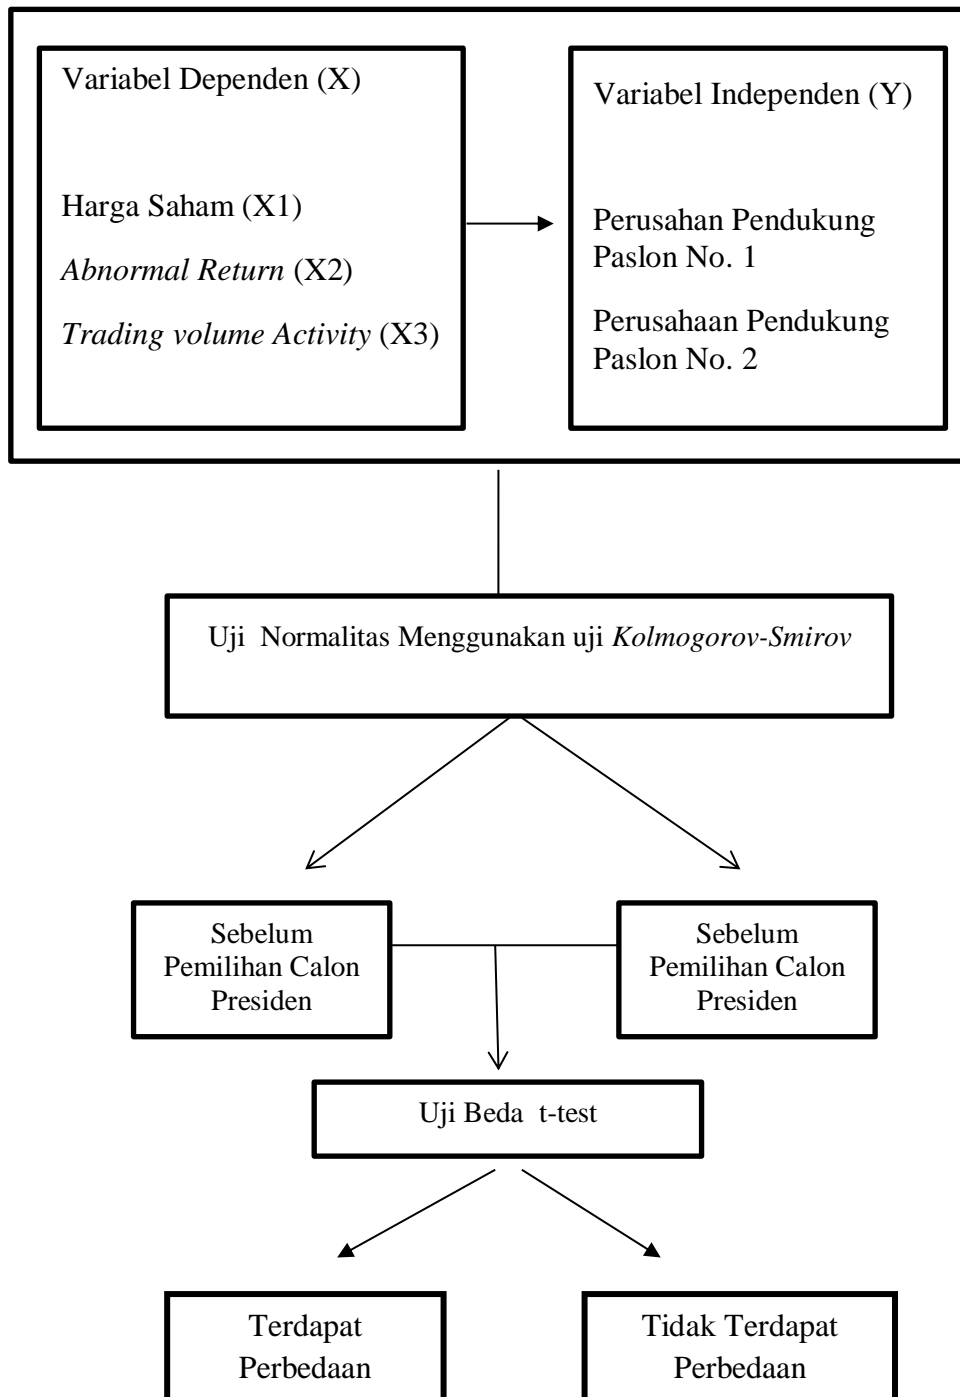 Variabel Dependen (X)
Harga Saham (X1)
Abnormal Return (X2)
Trading volume Activity (X3)
Variabel Independen (Y)
Perusahan Pendukung
Paslon No. 1
Perusahaan Pendukung
Paslon No. 2
Uji Normalitas Menggunakan uji Kolmogorov-Smirov
Sebelum
Pemilihan Calon
Presiden
Sebelum
Pemilihan Calon
Presiden
Uji Beda t-test
Terdapat
Perbedaan
Tidak Terdapat
Perbedaan